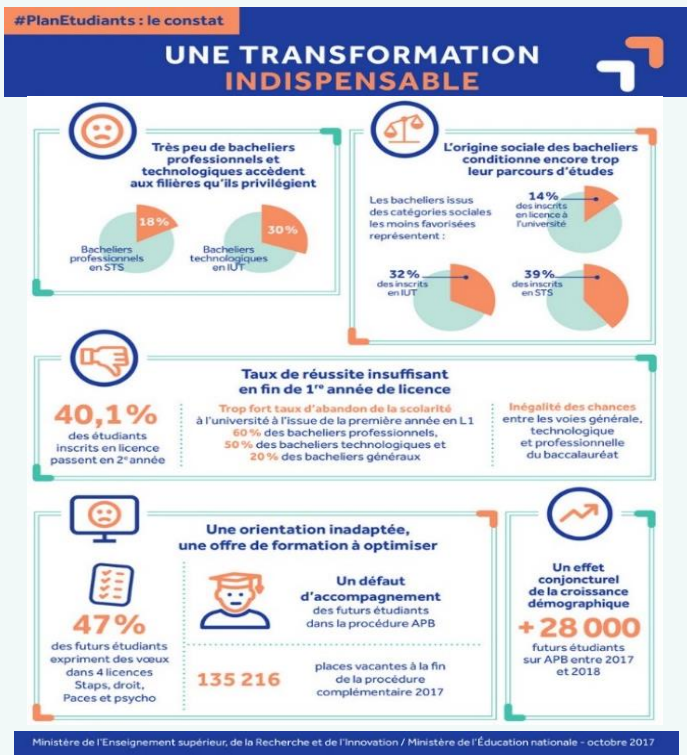 #PlanEtudiants : le constat
UNE TRANSFORMATION
INDISPENSABLE
Très peu de bacheliers
professionnels et
technologiques accèdent
aux filières qu'ils privilégient
18%
Bacheliers
professionnels
en STS
30%
Bacheliers
technologiques
en IUT
L'origine sociale des bacheliers
conditionne encore trop
leur parcours d'études
Les bacheliers issus
des catégories sociales
les moins favorisées
représentent :
14%
des inscrits
en licence à
l'université
32%
des inscrits
en IUT
39%
des inscrits
en STS
Taux de réussite insuffisant
en fin de 1re année de licence
40,1%
des étudiants
inscrits en licence
passent en 2e année
Trop fort taux d'abandon de la scolarité
à l'université à l'issue de la première année en L1
60% des bacheliers professionnels,
50% des bacheliers technologiques et
20% des bacheliers généraux
Inégalité des chances
entre les voies générale,
technologique
et professionnelle
du baccalauréat
Une orientation inadaptée,
une offre de formation à optimiser
47%
des futurs étudiants
expriment des vœux
dans 4 licences
Staps, droit,
Paces et psycho
Un défaut
d'accompagnement
des futurs étudiants
dans la procédure APB
135 216
places vacantes à la fin
de la procédure
complémentaire 2017
Un effet
conjoncturel
de la croissance
démographique
+28 000
futurs étudiants
sur APB entre 2017
et 2018
Ministère de l'Enseignement supérieur, de la Recherche et de l'Innovation / Ministère de l'Éducation nationale - octobre 2017